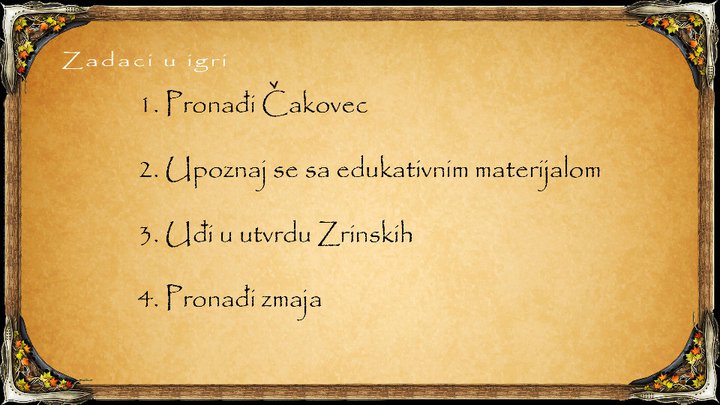 Zadaci u igri
1. Pronađi Čakovec
2. Upoznaj se sa edukativnim materijalom
3. Uđi u utvrdu Zrinskih
4. Pronađi zmaja